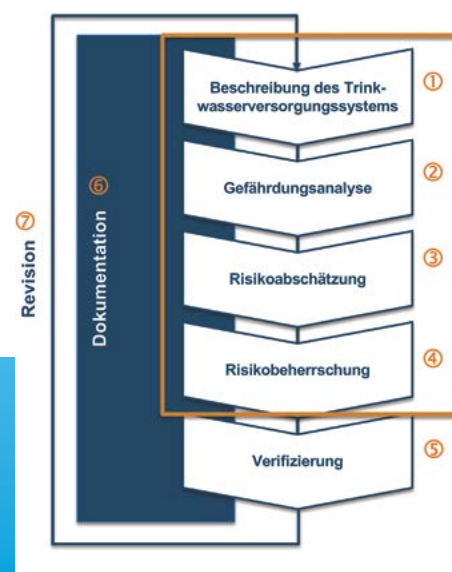 Beschreibung des Trink-
wasserversorgungssystems
①
Gefährdungsanalyse
②
Risikoabschätzung
③
Risikobeherrschung
④
Verifizierung
⑤
Dokumentation ⑥
Revision ⑦